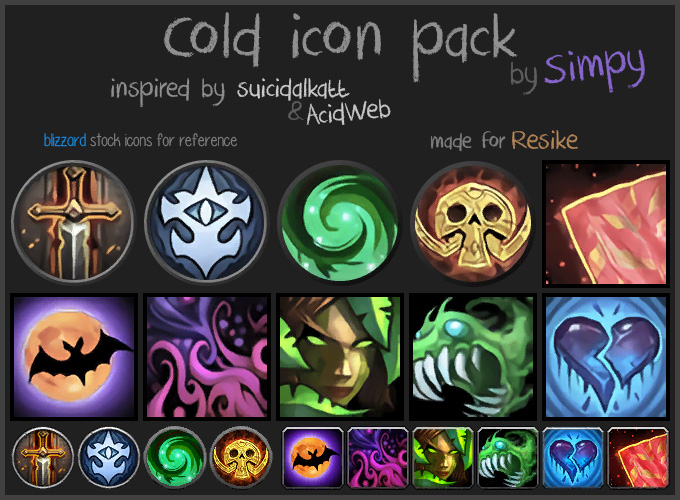 cold icon pack
by simpy
inspired by suicidalkatt
& AcidWeb
blizzard stock icons for reference
made for Resike